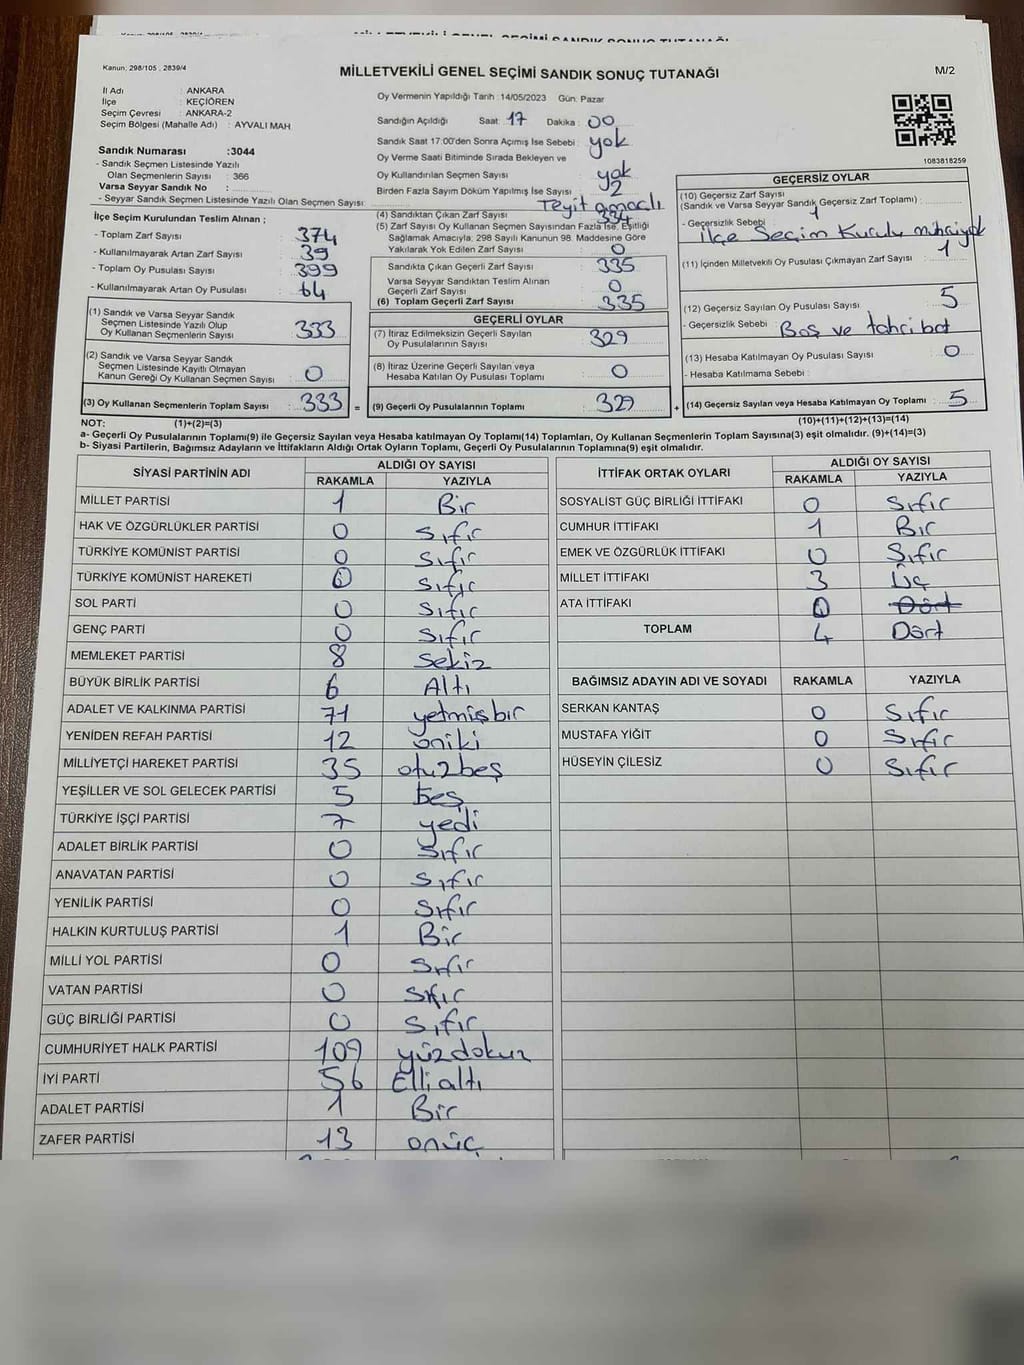 Kanun: 298/105 , 2839/4
MİLLETVEKİLİ GENEL SEÇİMİ SANDIK SONUÇ TUTANAĞI
M/2
İl Adı : ANKARA
İlçe : KEÇİÖREN
Seçim Çevresi : ANKARA-2
Seçim Bölgesi (Mahalle Adı) : AYVALI MAH
Sandık Numarası :3044
- Sandık Seçmen Listesinde Yazılı
Olan Seçmenlerin Sayısı : 366
Varsa Seyyar Sandık No :
- Seyyar Sandık Seçmen Listesinde Yazılı Olan Seçmen Sayısı:
Oy Vermenin Yapıldığı Tarih :14/05/2023 Gün: Pazar
Sandığın Açıldığı Saat: 17 Dakika : 00
Sandık Saat 17:00'den Sonra Açımış İse Sebebi : yok
Oy Verme Saati Bitiminde Sırada Bekleyen ve
Oy Kullandırılan Seçmen Sayısı : yok
Birden Fazla Sayım Döküm Yapılmış İse Sayısı : 2
Teyit amaçlı
1083818259
İlçe Seçim Kurulundan Teslim Alınan ;
- Toplam Zarf Sayısı : 374
- Kullanılmayarak Artan Zarf Sayısı : 39
- Toplam Oy Pusulası Sayısı : 399
- Kullanılmayarak Artan Oy Pusulası : 64
(1) Sandık ve Varsa Seyyar Sandık
Seçmen Listesinde Yazılı Olup
Oy Kullanan Seçmenlerin Sayısı : 333
(2) Sandık ve Varsa Seyyar Sandık
Seçmen Listesinde Kayıtlı Olmayan
Kanun Gereği Oy Kullanan Seçmen Sayısı : 0
(3) Oy Kullanan Seçmenlerin Toplam Sayısı : 333 =
(4) Sandıktan Çıkan Zarf Sayısı : 334
(5) Zarf Sayısı Oy Kullanan Seçmen Sayısından Fazla İse, Eşitliği
Sağlamak Amacıyla; 298 Sayılı Kanunun 98. Maddesine Göre
Yakılarak Yok Edilen Zarf Sayısı : 0
Sandıkta Çıkan Geçerli Zarf Sayısı : 335
Varsa Seyyar Sandıktan Teslim Alınan
Geçerli Zarf Sayısı : 0
(6) Toplam Geçerli Zarf Sayısı : 335
GEÇERLİ OYLAR
(7) İtiraz Edilmeksizin Geçerli Sayılan
Oy Pusulalarının Sayısı : 329
(8) İtiraz Üzerine Geçerli Sayılan veya
Hesaba Katılan Oy Pusulası Toplamı : 0
(9) Geçerli Oy Pusulalarının Toplamı : 329 +
GEÇERSİZ OYLAR
(10) Geçersiz Zarf Sayısı
(Sandık ve Varsa Seyyar Sandık Geçersiz Zarf Toplamı) : 1
- Geçersizlik Sebebi
ilçe Seçim Kurulu mührü yok
(11) İçinden Milletvekili Oy Pusulası Çıkmayan Zarf Sayısı : 1
(12) Geçersiz Sayılan Oy Pusulası Sayısı : 5
- Geçersizlik Sebebi : Boş ve tahribat
(13) Hesaba Katılmayan Oy Pusulası Sayısı : 0
- Hesaba Katılmama Sebebi :
(14) Geçersiz Sayılan veya Hesaba Katılmayan Oy Toplamı : 5
NOT: (1)+(2)=(3)
(10)+(11)+(12)+(13)=(14)
a- Geçerli Oy Pusulalarının Toplamı(9) ile Geçersiz Sayılan veya Hesaba katılmayan Oy Toplamı(14) Toplamları, Oy Kullanan Seçmenlerin Toplam Sayısına(3) eşit olmalıdır. (9)+(14)=(3)
b- Siyasi Partilerin, Bağımsız Adayların ve İttifakların Aldığı Ortak Oyların Toplamı, Geçerli Oy Pusulalarının Toplamına(9) eşit olmalıdır.
SİYASİ PARTİNİN ADI ALDIĞI OY SAYISI
RAKAMLA YAZIYLA
MİLLET PARTİSİ 1 Bir
HAK VE ÖZGÜRLÜKLER PARTİSİ 0 Sıfır
TÜRKİYE KOMÜNİST PARTİSİ 0 Sıfır
TÜRKİYE KOMÜNİST HAREKETİ 0 Sıfır
SOL PARTİ 0 Sıfır
GENÇ PARTİ 0 Sıfır
MEMLEKET PARTİSİ 8 Sekiz
BÜYÜK BİRLİK PARTİSİ 6 Altı
ADALET VE KALKINMA PARTİSİ 71 yetmişbir
YENİDEN REFAH PARTİSİ 12 oniki
MİLLİYETÇİ HAREKET PARTİSİ 35 otuzbeş
YEŞİLLER VE SOL GELECEK PARTİSİ 5 beş
TÜRKİYE İŞÇİ PARTİSİ 7 yedi
ADALET BİRLİK PARTİSİ 0 Sıfır
ANAVATAN PARTİSİ 0 Sıfır
YENİLİK PARTİSİ 0 Sıfır
HALKIN KURTULUŞ PARTİSİ 1 Bir
MİLLİ YOL PARTİSİ 0 Sıfır
VATAN PARTİSİ 0 Sıfır
GÜÇ BİRLİĞİ PARTİSİ 0 Sıfır
CUMHURİYET HALK PARTİSİ 109 yüzdokuz
İYİ PARTİ 56 Elli altı
ADALET PARTİSİ 1 Bir
ZAFER PARTİSİ 13 onüç
İTTİFAK ORTAK OYLARI ALDIĞI OY SAYISI
RAKAMLA YAZIYLA
SOSYALİST GÜÇ BİRLİĞİ İTTİFAKI 0 Sıfır
CUMHUR İTTİFAKI 1 Bir
EMEK VE ÖZGÜRLÜK İTTİFAKI 0 Sıfır
MİLLET İTTİFAKI 3 Üç
ATA İTTİFAKI 0 Dört
TOPLAM 4 Dört
BAĞIMSIZ ADAYIN ADI VE SOYADI RAKAMLA YAZIYLA
SERKAN KANTAŞ 0 Sıfır
MUSTAFA YİĞİT 0 Sıfır
HÜSEYİN ÇİLESİZ 0 Sıfır